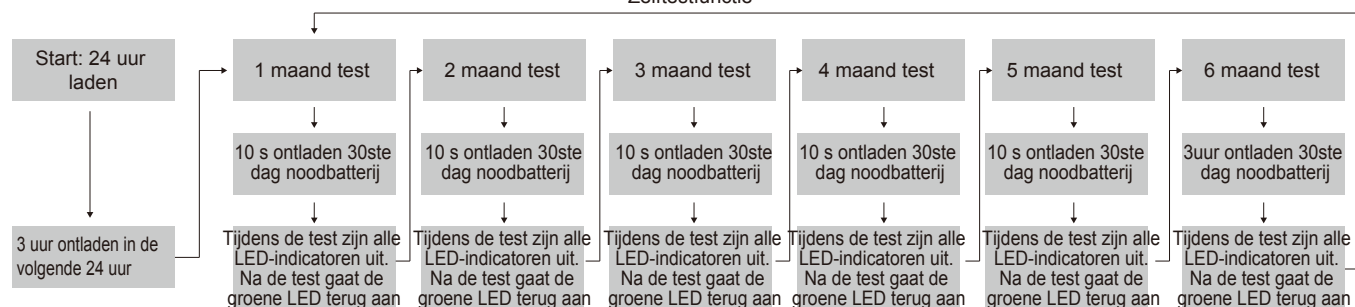 Start: 24 uur
laden
3 uur ontladen in de
volgende 24 uur
1 maand test
10 s ontladen 30ste
dag noodbatterij
Tijdens de test zijn alle
LED-indicatoren uit.
Na de test gaat de
groene LED terug aan
2 maand test
10 s ontladen 30ste
dag noodbatterij
Tijdens de test zijn alle
LED-indicatoren uit.
Na de test gaat de
groene LED terug aan
3 maand test
10 s ontladen 30ste
dag noodbatterij
Tijdens de test zijn alle
LED-indicatoren uit.
Na de test gaat de
groene LED terug aan
4 maand test
10 s ontladen 30ste
dag noodbatterij
Tijdens de test zijn alle
LED-indicatoren uit.
Na de test gaat de
groene LED terug aan
5 maand test
10 s ontladen 30ste
dag noodbatterij
Tijdens de test zijn alle
LED-indicatoren uit.
Na de test gaat de
groene LED terug aan
6 maand test
3uur ontladen 30ste
dag noodbatterij
Tijdens de test zijn alle
LED-indicatoren uit.
Na de test gaat de
groene LED terug aan